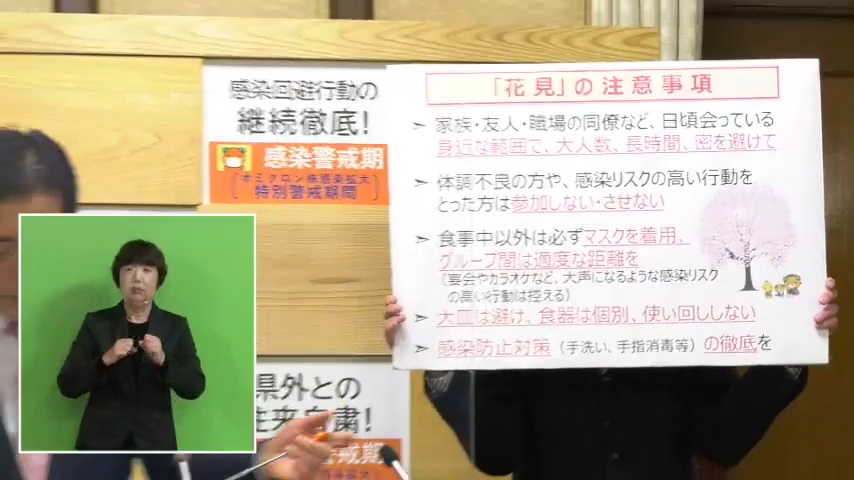 感染回避行動の
継続徹底!
感染警戒期
特別警戒期間
「花見」の注意事項
➢ 家族・友人・職場の同僚など、日頃会っている
身近な範囲で、大人数、長時間、密を避けて
➢ 体調不良の方や、感染リスクの高い行動を
とった方は参加しない・させない
➢ 食事中以外は必ずマスクを着用、
グループ間は適度な距離を
(宴会やカラオケなど、大声になるような感染リスク
の高い行動は控える)
➢ 大皿は避け、食器は個別、使い回ししない
➢ 感染防止対策(手洗い、手指消毒等)の徹底を
県外との
往来自粛!
警戒期